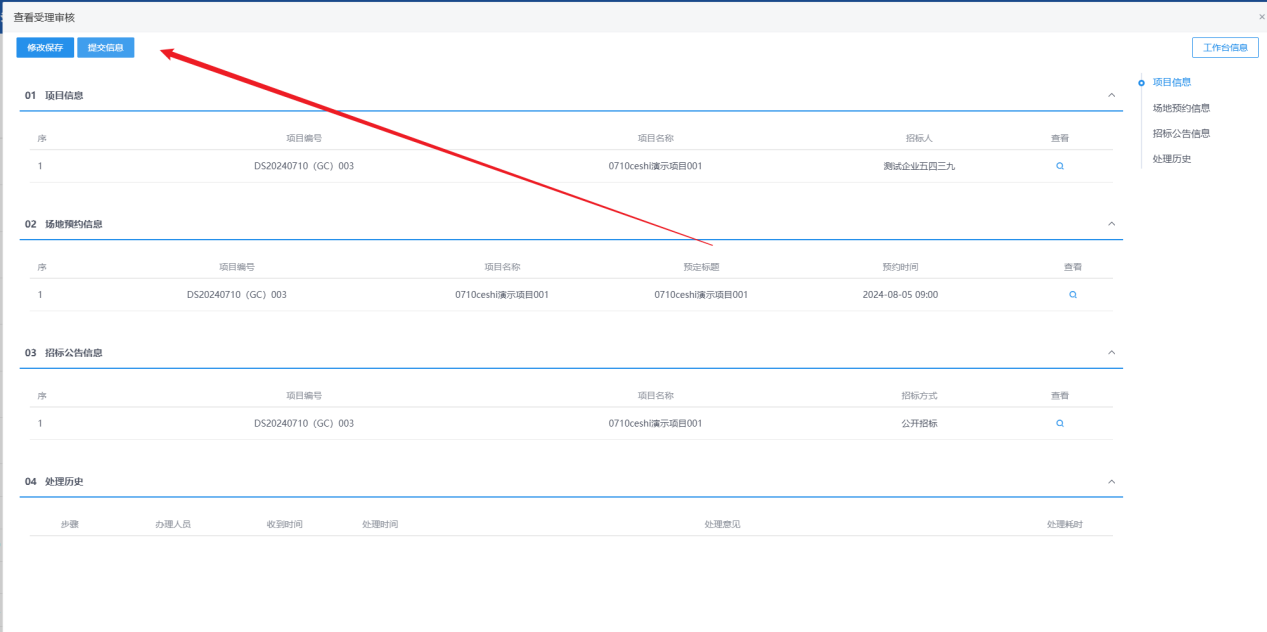 查看受理审核
×
修改保存 提交信息 工作台信息
01 项目信息
序 项目编号 项目名称 招标人 查看
1 DS20240710（GC）003 0710ceshi演示项目001 测试企业五四三九
02 场地预约信息
序 项目编号 项目名称 预定标题 预约时间 查看
1 DS20240710（GC）003 0710ceshi演示项目001 0710ceshi演示项目001 2024-08-05 09:00
03 招标公告信息
序 项目编号 项目名称 招标方式 查看
1 DS20240710（GC）003 0710ceshi演示项目001 公开招标
04 处理历史
步骤 办理人员 收到时间 处理时间 处理意见 处理耗时
项目信息
场地预约信息
招标公告信息
处理历史